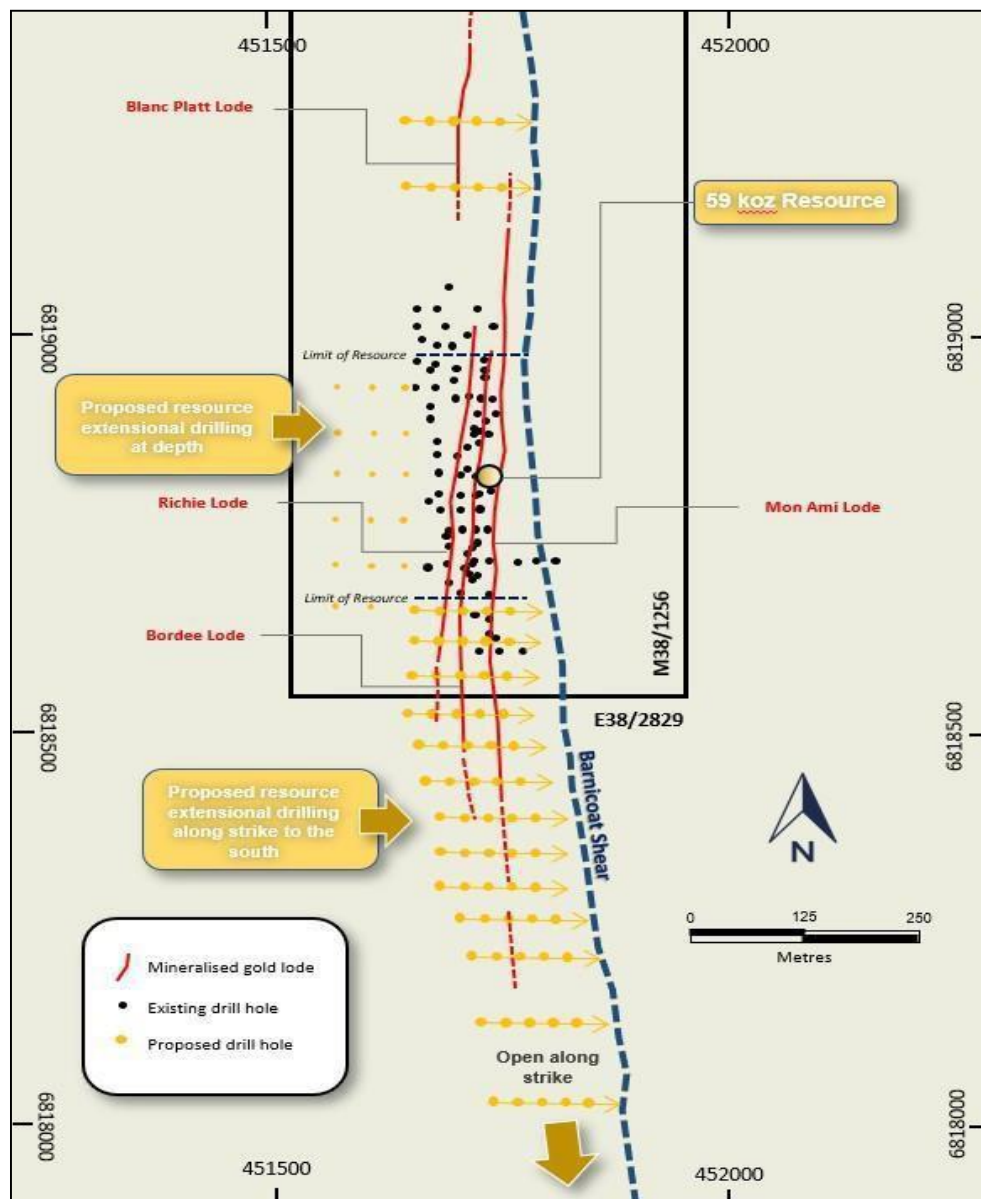 451500
452000
Blanc Platt Lode
59 koz Resource
6819000
6819000
Limit of Resource
Proposed resource
extensional drilling
at depth
Richie Lode
Mon Ami Lode
Limit of Resource
Bordee Lode
M38/1256
E38/2829
6818500
6818500
Barnicoat Shear
Proposed resource
extensional drilling
along strike to the
south
N
0 125 250
Metres
Mineralised gold lode
Existing drill hole
Proposed drill hole
Open along
strike
6818000
6818000
451500
452000